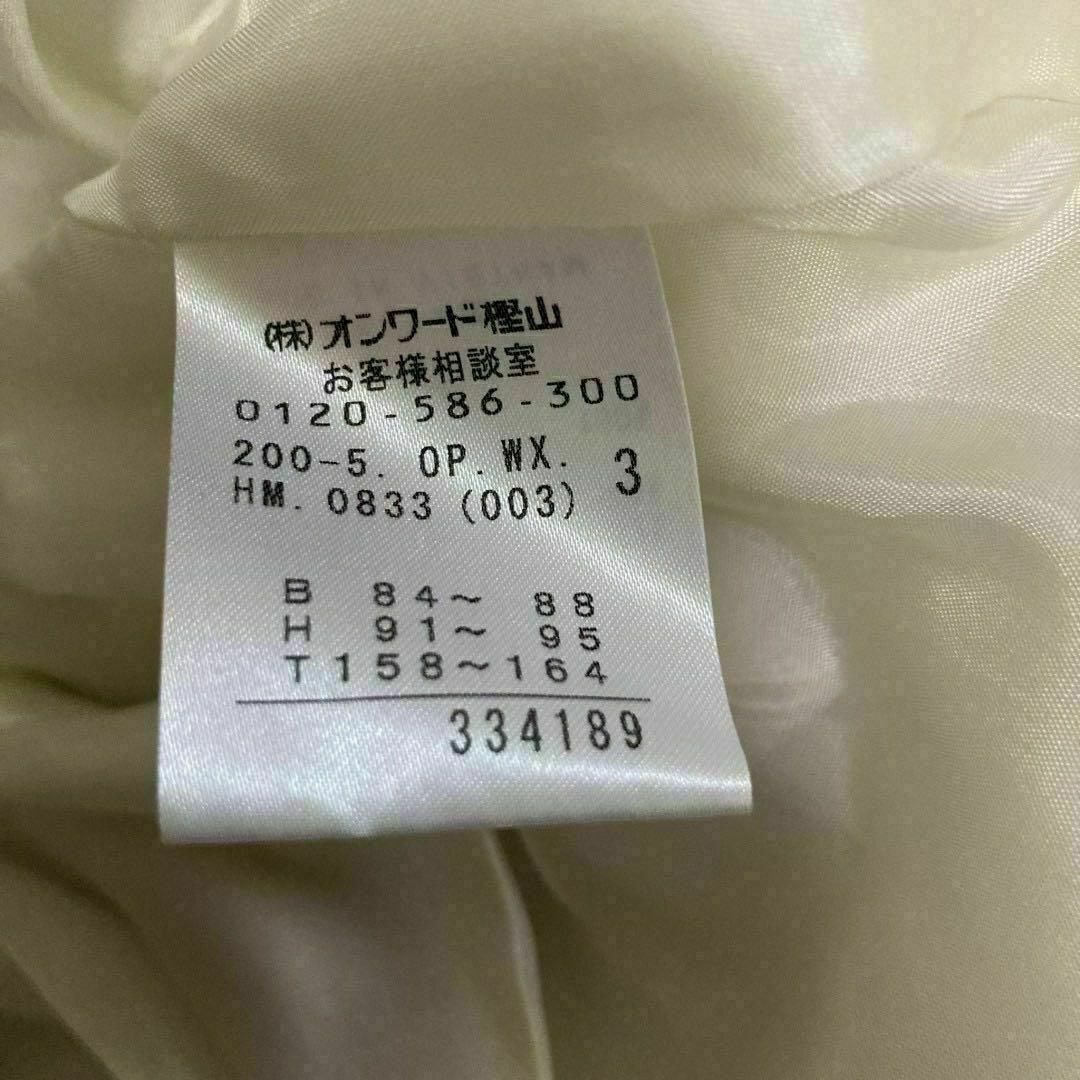 (株)オンワード樫山
お客様相談室
0120-586-300
200-5. OP.WX. 3
HM. 0833 (003)
B 84～ 88
H 91～ 95
T158～164
334189